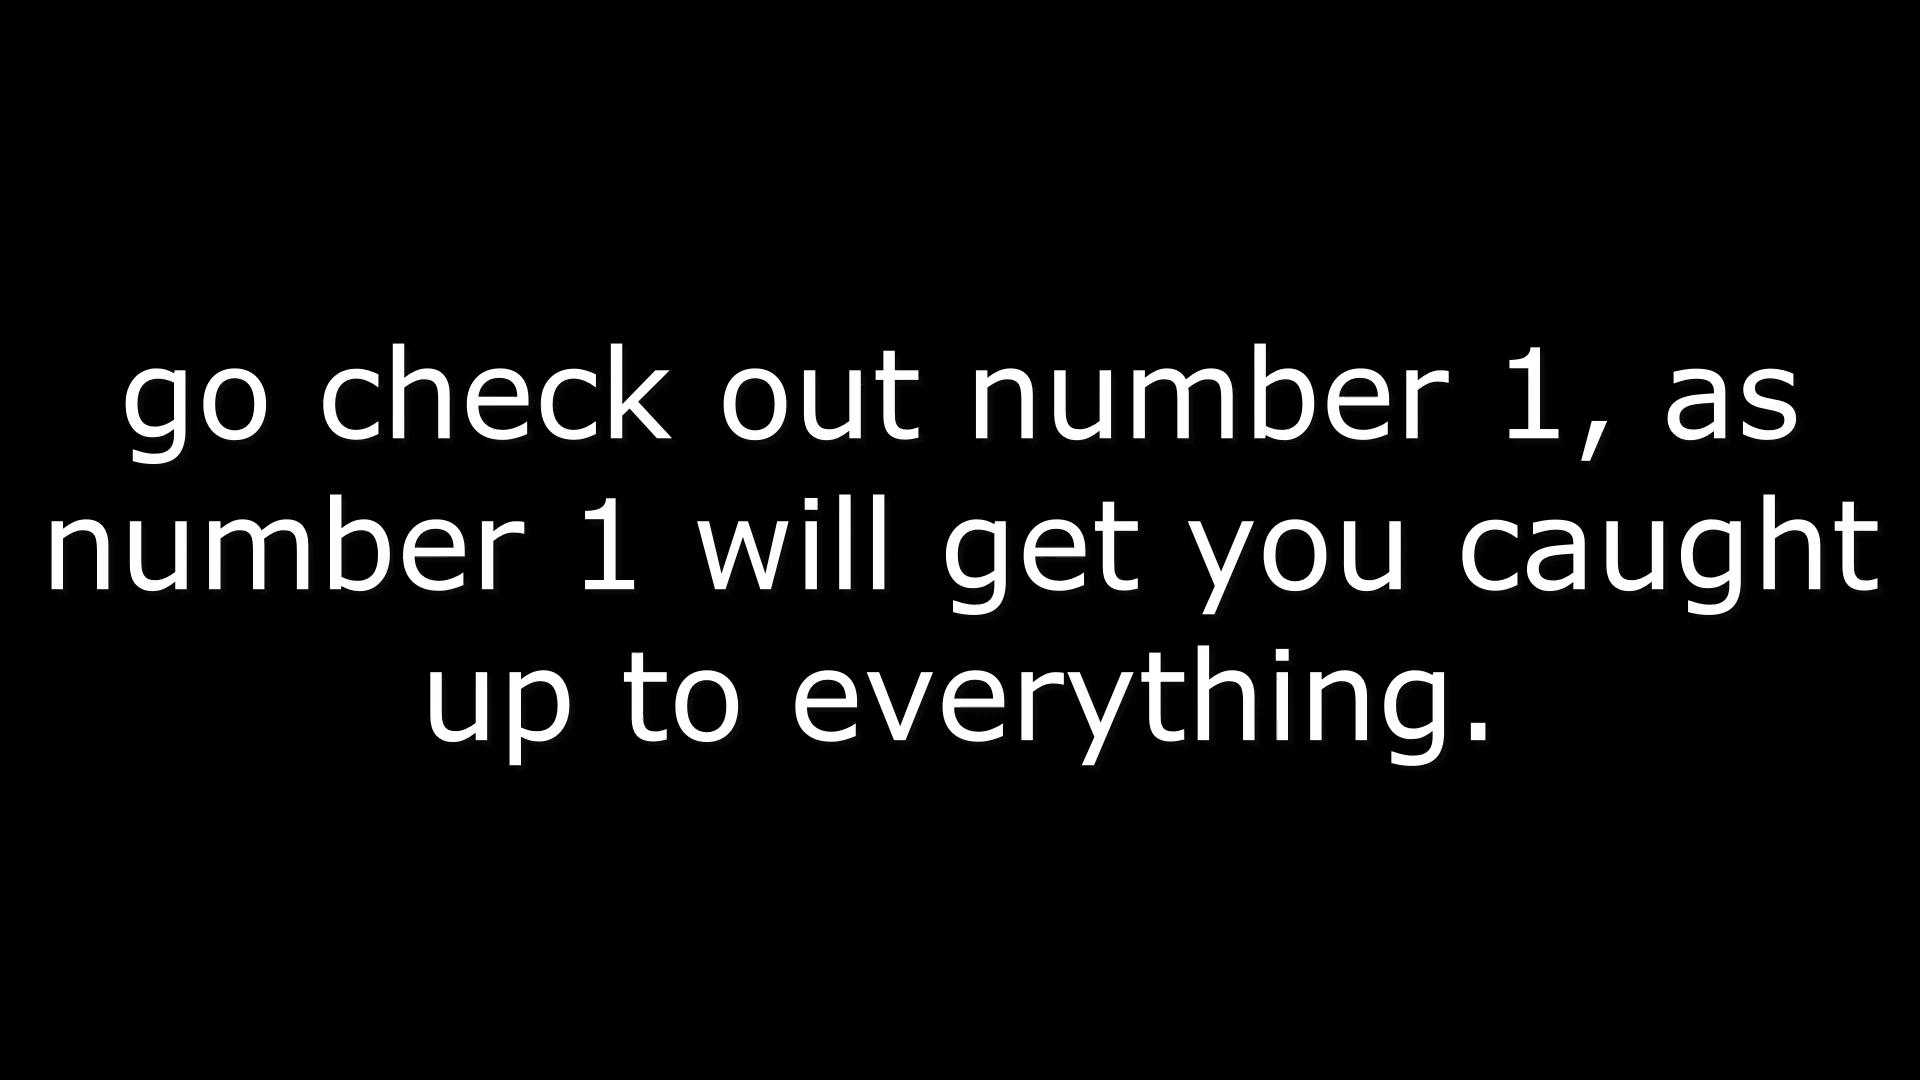 go check out number 1, as
number 1 will get you caught
up to everything.